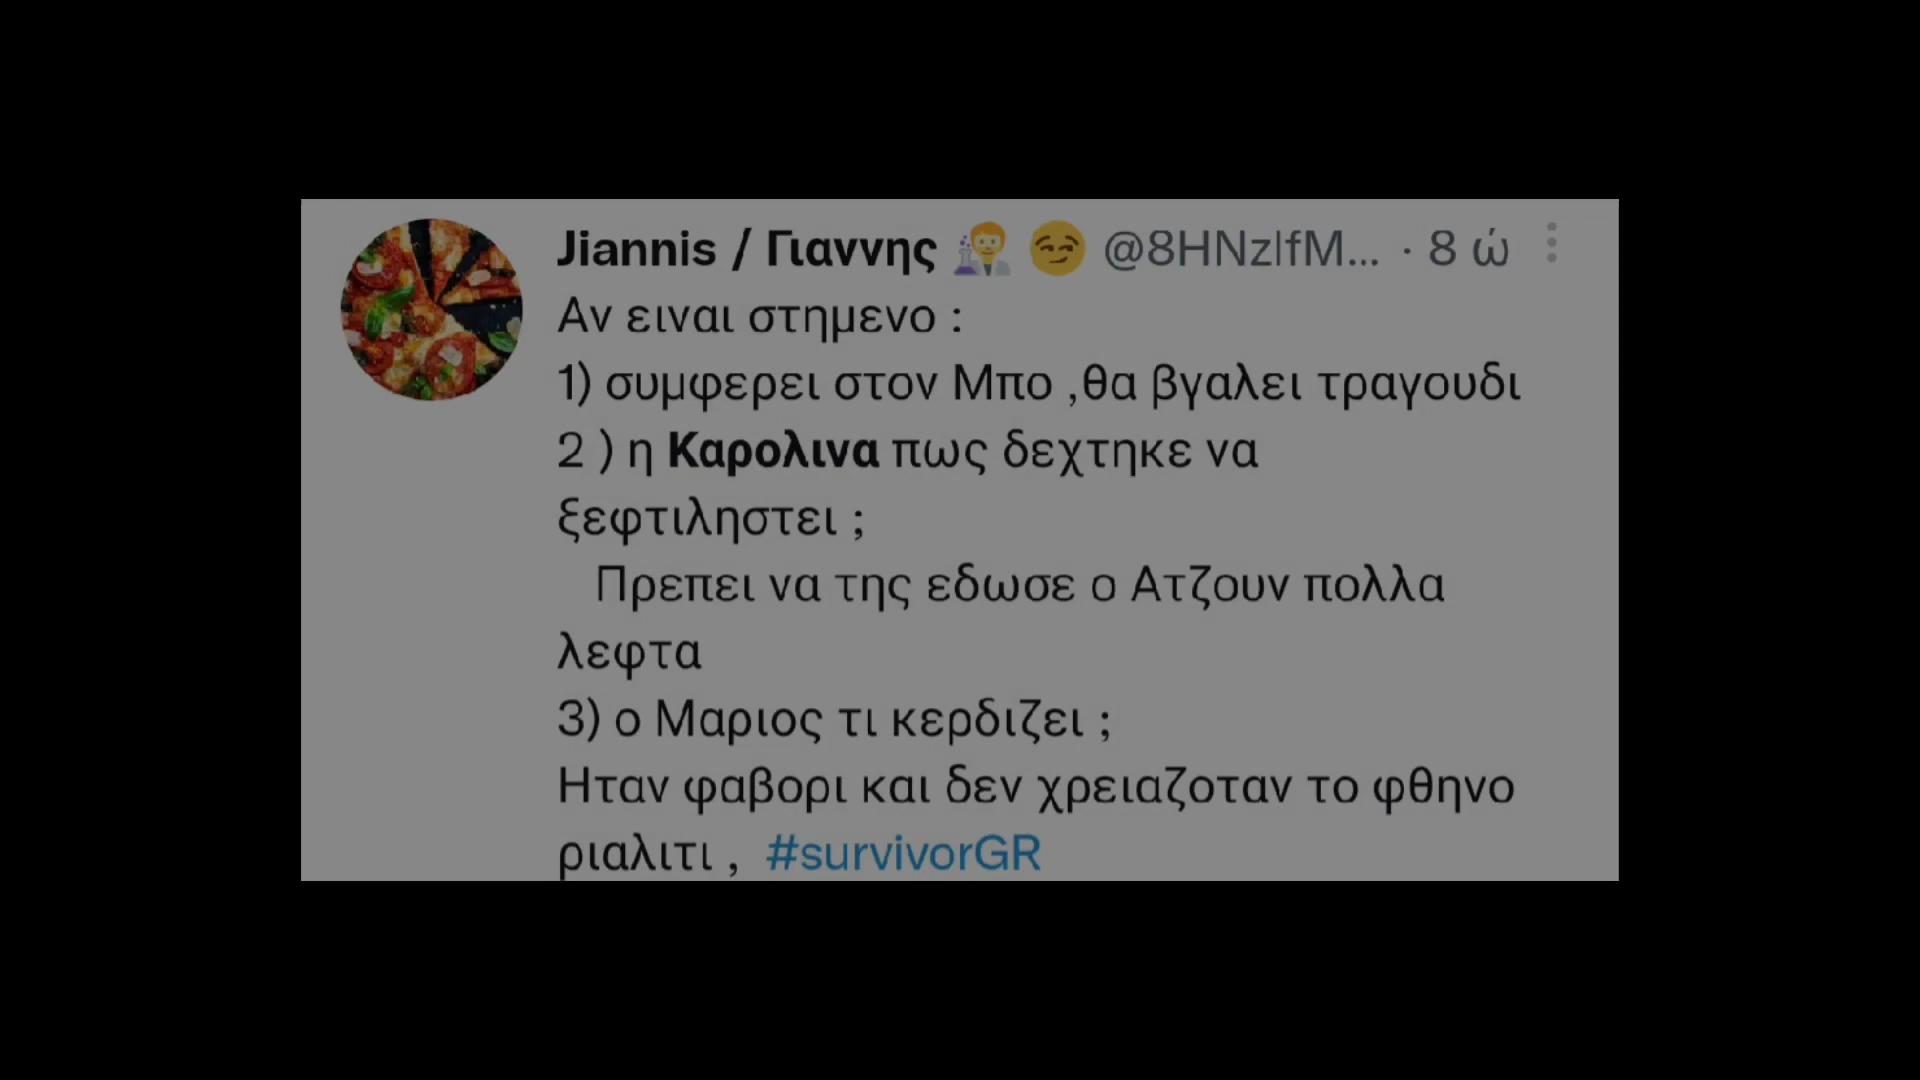 Jiannis / Γιαννης 👨‍🔬 😏 @8HNzlfM... · 8 ώ
Αν ειναι στημενο :
1) συμφερει στον Μπο ,θα βγαλει τραγουδι
2 ) η Καρολινα πως δεχτηκε να
ξεφτιληστει ;
Πρεπει να της εδωσε ο Ατζουν πολλα
λεφτα
3) ο Μαριος τι κερδιζει ;
Ηταν φαβορι και δεν χρειαζοταν το φθηνο
ριαλιτι , #survivorGR